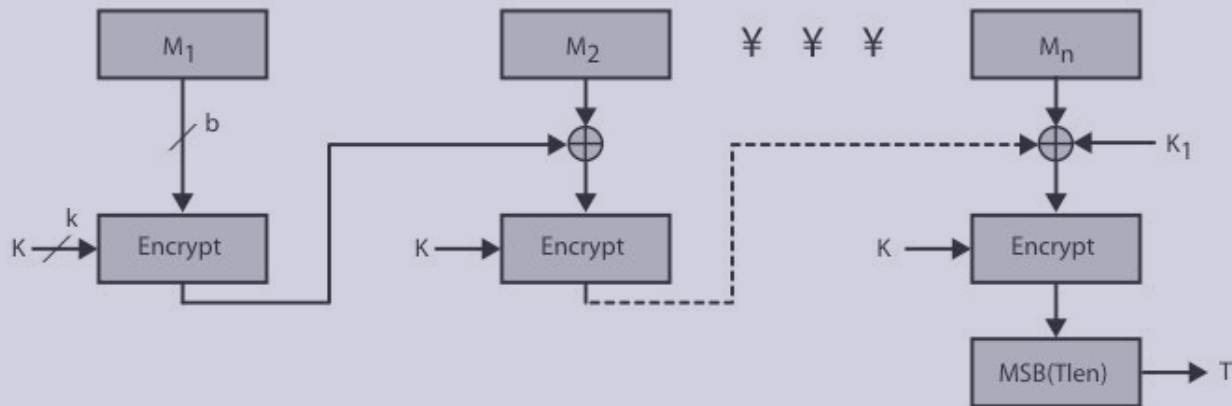 M1 M2 ¥ ¥ ¥ Mn
b
K1
k
K Encrypt K Encrypt K Encrypt
MSB(Tlen) T